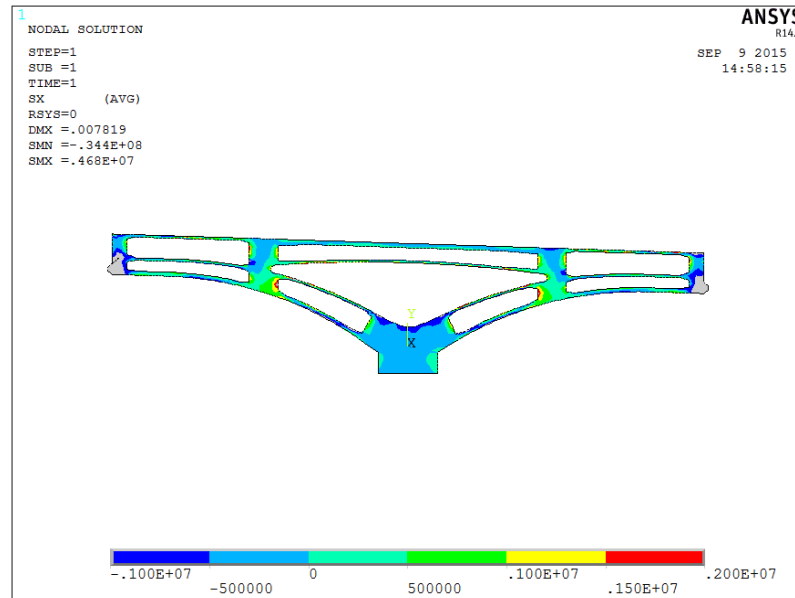 1
NODAL SOLUTION
ANSYS
R14.
STEP=1
SUB =1
TIME=1
SX (AVG)
RSYS=0
DMX =.007819
SMN =-.344E+08
SMX =.468E+07
SEP 9 2015
14:58:15
Y
X
-.100E+07
-500000
0
500000
.100E+07
.150E+07
.200E+07